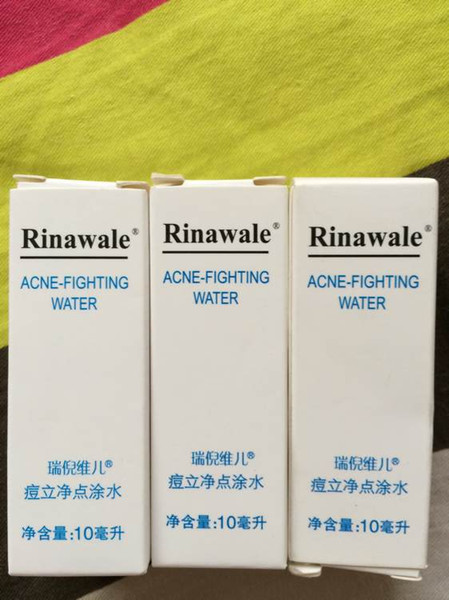 Rinawale®
ACNE-FIGHTING
WATER
瑞倪维儿®
痘立净点涂水
净含量:10毫升
Rinawale®
ACNE-FIGHTING
WATER
瑞倪维儿®
痘立净点涂水
净含量:10毫升
Rinawale®
ACNE-FIGHTING
WATER
瑞倪维儿®
痘立净点涂水
净含量:10毫升